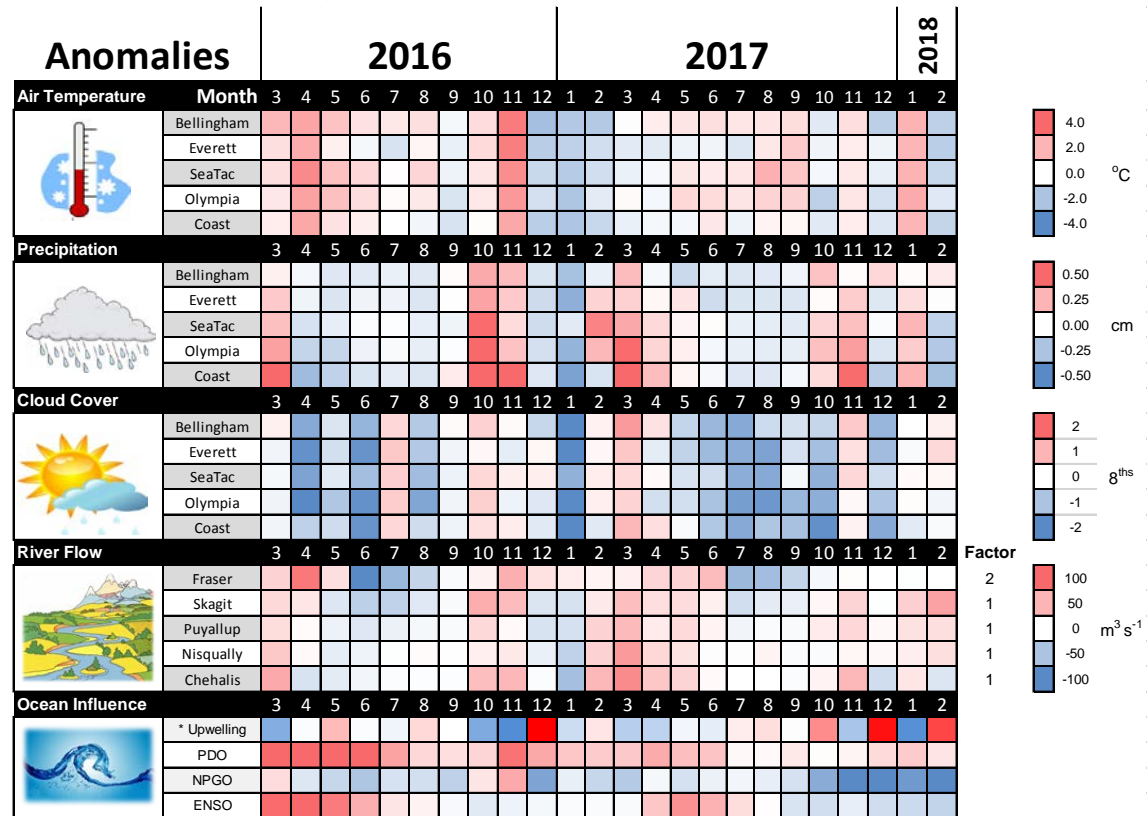 Anomalies 2016 2017 2018
Air Temperature Month 3 4 5 6 7 8 9 10 11 12 1 2 3 4 5 6 7 8 9 10 11 12 1 2
Bellingham 4.0
Everett 2.0
SeaTac 0.0 °C
Olympia -2.0
Coast -4.0
Precipitation 3 4 5 6 7 8 9 10 11 12 1 2 3 4 5 6 7 8 9 10 11 12 1 2
Bellingham 0.50
Everett 0.25
SeaTac 0.00 cm
Olympia -0.25
Coast -0.50
Cloud Cover 3 4 5 6 7 8 9 10 11 12 1 2 3 4 5 6 7 8 9 10 11 12 1 2
Bellingham 2
Everett 1
SeaTac 0 8ths
Olympia -1
Coast -2
River Flow 3 4 5 6 7 8 9 10 11 12 1 2 3 4 5 6 7 8 9 10 11 12 1 2 Factor
Fraser 2 100
Skagit 1 50
Puyallup 1 0 m³ s⁻¹
Nisqually 1 -50
Chehalis 1 -100
Ocean Influence 3 4 5 6 7 8 9 10 11 12 1 2 3 4 5 6 7 8 9 10 11 12 1 2
* Upwelling
PDO
NPGO
ENSO